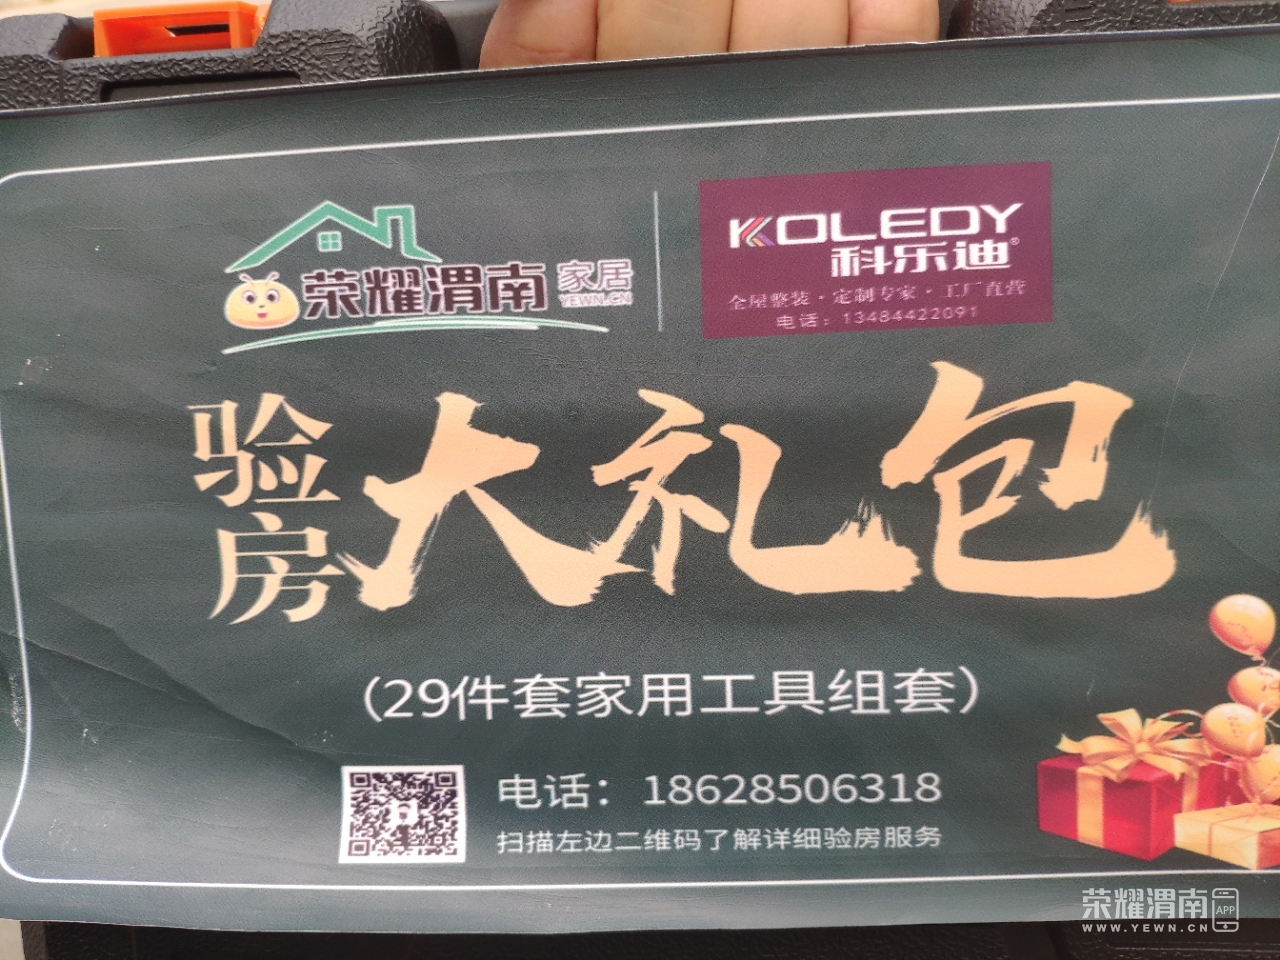 荣耀渭南 家居
YEWN.CN
KOLEDY
科乐迪®
全屋整装·定制专家·工厂直营
电话：13484422091
验房大礼包
（29件套家用工具组套）
电话：18628506318
扫描左边二维码了解详细验房服务
荣耀渭南APP
WWW.YEWN.CN